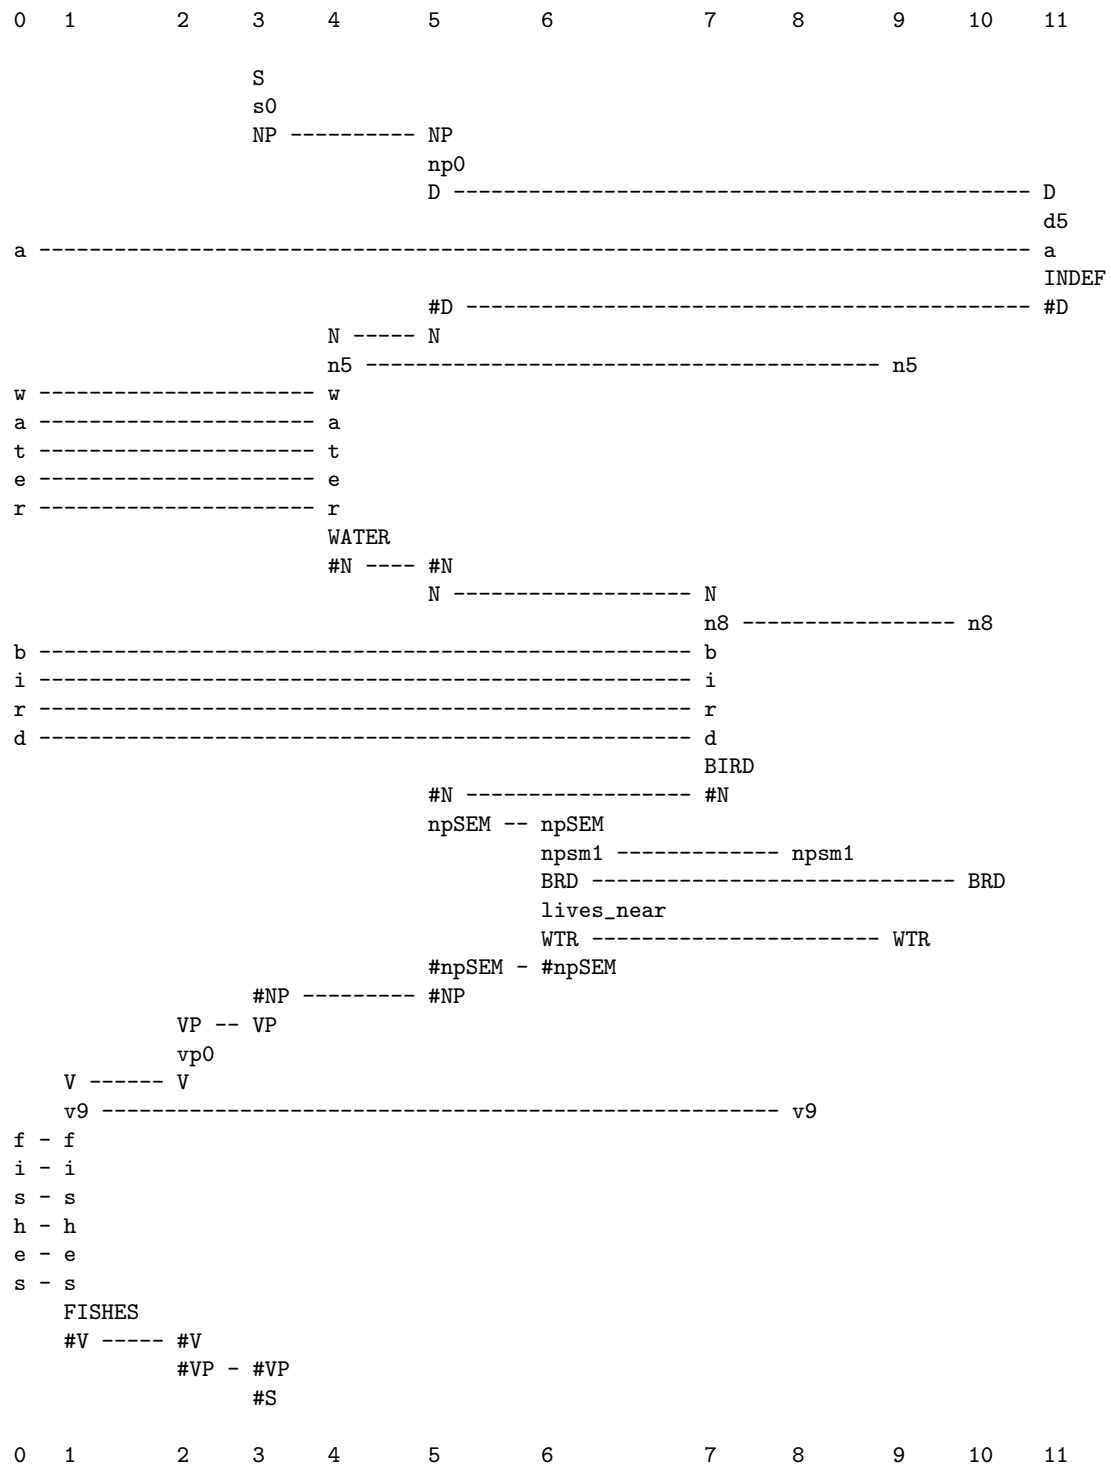 0 1 2 3 4 5 6 7 8 9 10 11
S
s0
NP ---------- NP
np0
D ---------------------------------------------- D
d5
a ------------------------------------------------------------------------------- a
INDEF
#D --------------------------------------------- #D
N ----- N
n5 ----------------------------------------- n5
w ---------------------- w
a ---------------------- a
t ---------------------- t
e ---------------------- e
r ---------------------- r
WATER
#N ---- #N
N ------------------- N
n8 ----------------- n8
b ---------------------------------------------------- b
i ---------------------------------------------------- i
r ---------------------------------------------------- r
d ---------------------------------------------------- d
BIRD
#N ------------------ #N
npSEM -- npSEM
npsm1 ------------- npsm1
BRD ----------------------------- BRD
lives_near
WTR ----------------------- WTR
#npSEM - #npSEM
#NP --------- #NP
VP -- VP
vp0
V ------ V
v9 ------------------------------------------------------ v9
f - f
i - i
s - s
h - h
e - e
s - s
FISHES
#V ----- #V
#VP - #VP
#S
0 1 2 3 4 5 6 7 8 9 10 11